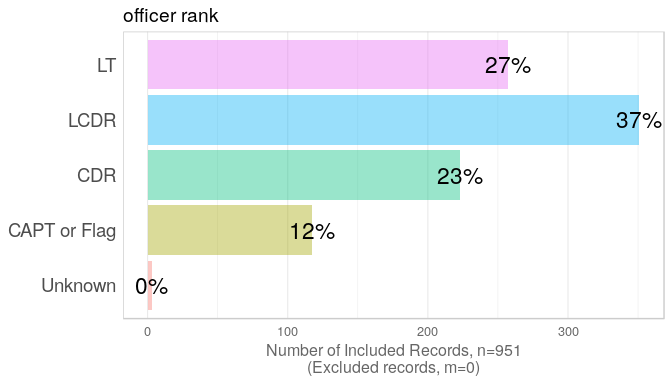 officer rank
LT
27%
LCDR
37%
CDR
23%
CAPT or Flag
12%
Unknown
0%
0
100
200
300
Number of Included Records, n=951
(Excluded records, m=0)